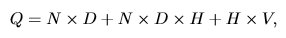 Q = N × D + N × D × H + H × V,